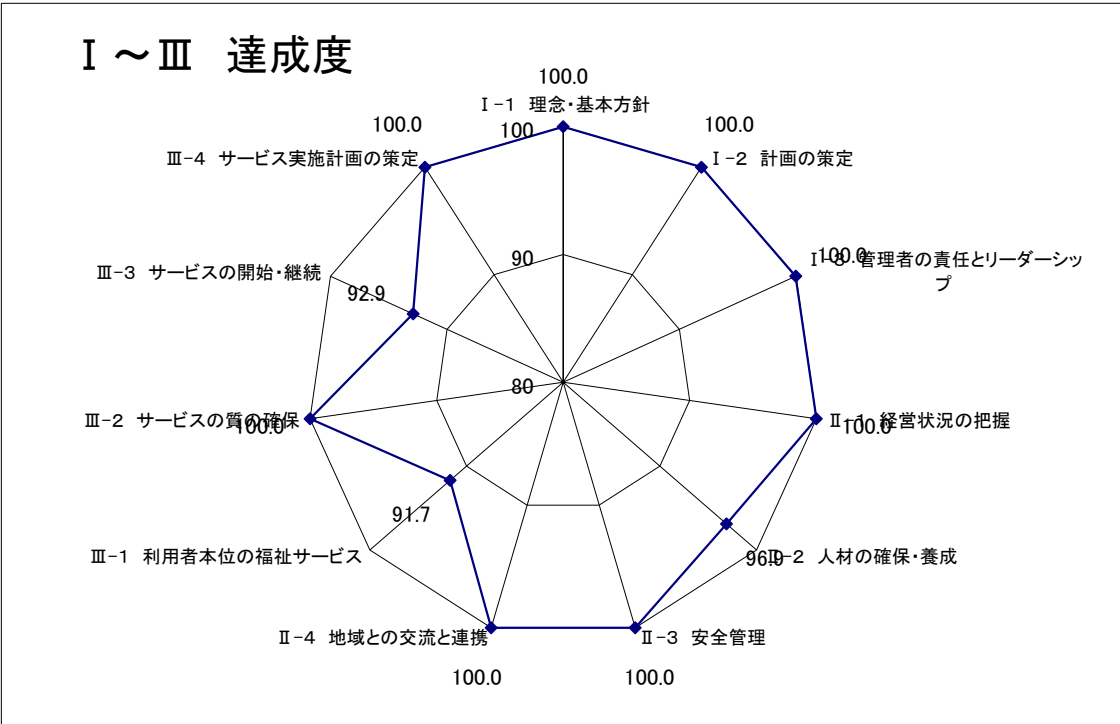 Ⅰ～Ⅲ 達成度
100.0
Ⅰ-1 理念・基本方針
100
100.0
Ⅰ-2 計画の策定
100.0
Ⅰ-3 管理者の責任とリーダーシッ
プ
100.0
Ⅱ-1 経営状況の把握
96.9
Ⅱ-2 人材の確保・養成
Ⅱ-3 安全管理
100.0
Ⅱ-4 地域との交流と連携
100.0
Ⅲ-1 利用者本位の福祉サービス
91.7
Ⅲ-2 サービスの質の確保
100.0
Ⅲ-3 サービスの開始・継続
92.9
Ⅲ-4 サービス実施計画の策定
100.0
90
80